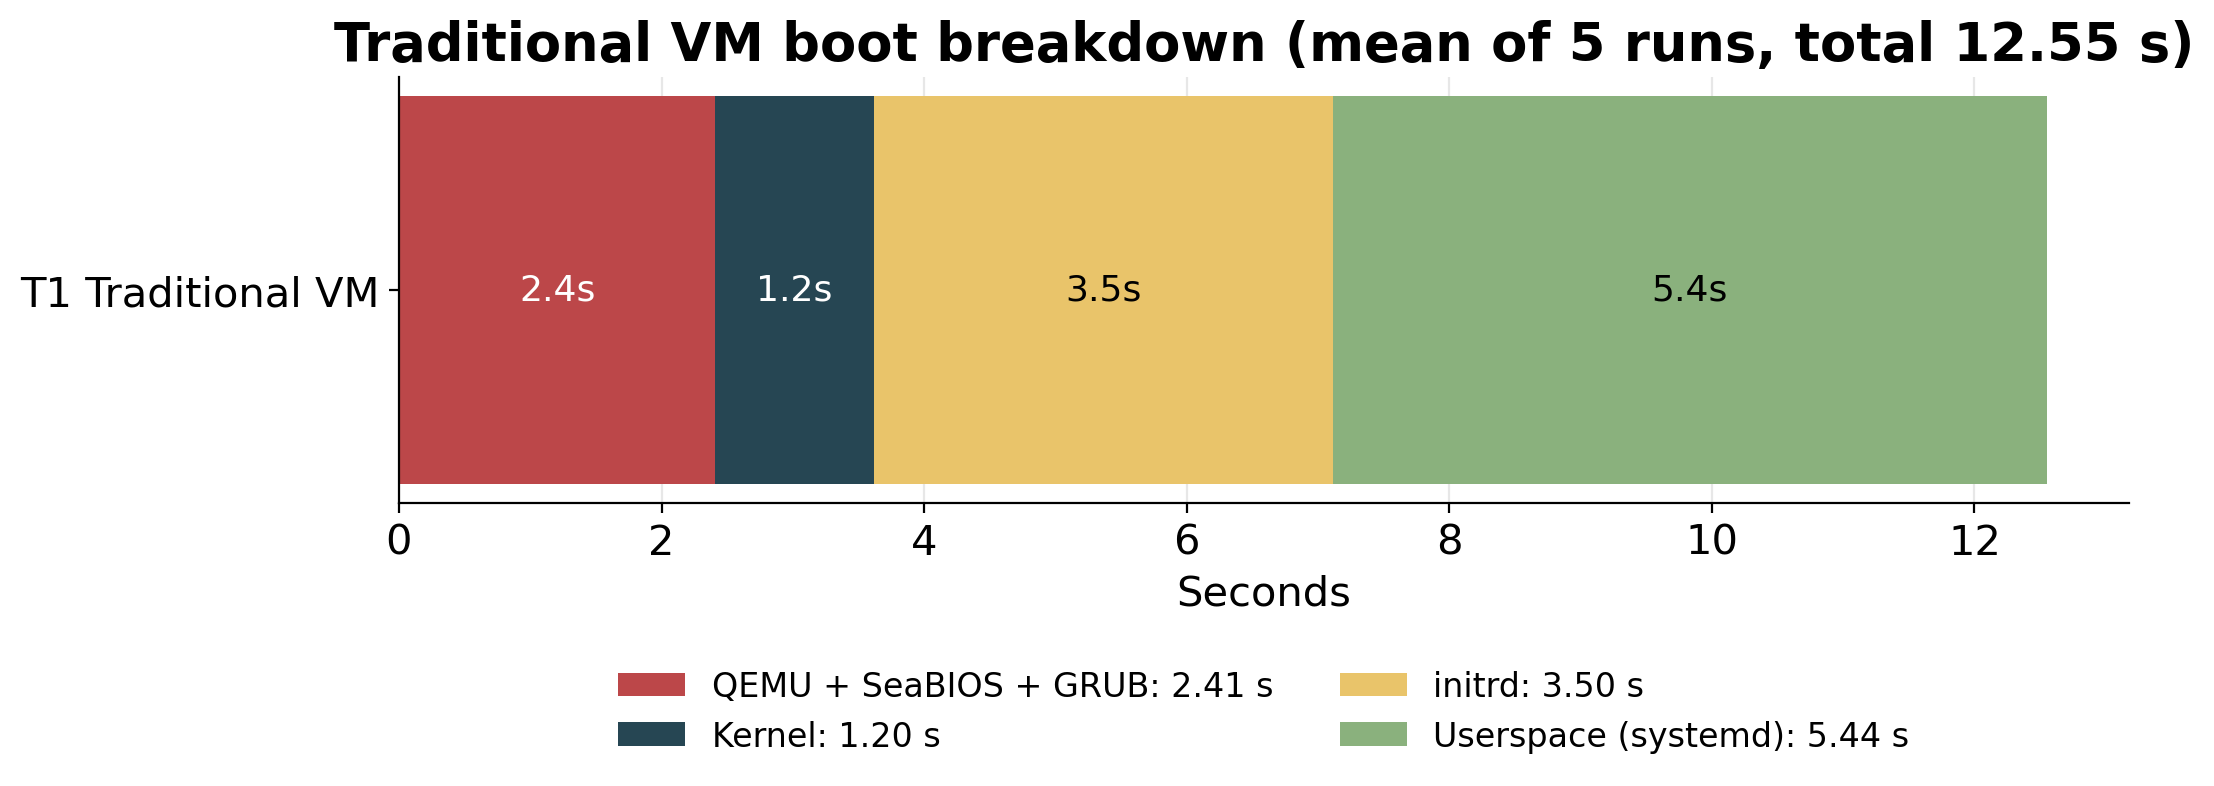 Traditional VM boot breakdown (mean of 5 runs, total 12.55 s)
T1 Traditional VM
2.4s
1.2s
3.5s
5.4s
0 2 4 6 8 10 12
Seconds
QEMU + SeaBIOS + GRUB: 2.41 s
Kernel: 1.20 s
initrd: 3.50 s
Userspace (systemd): 5.44 s